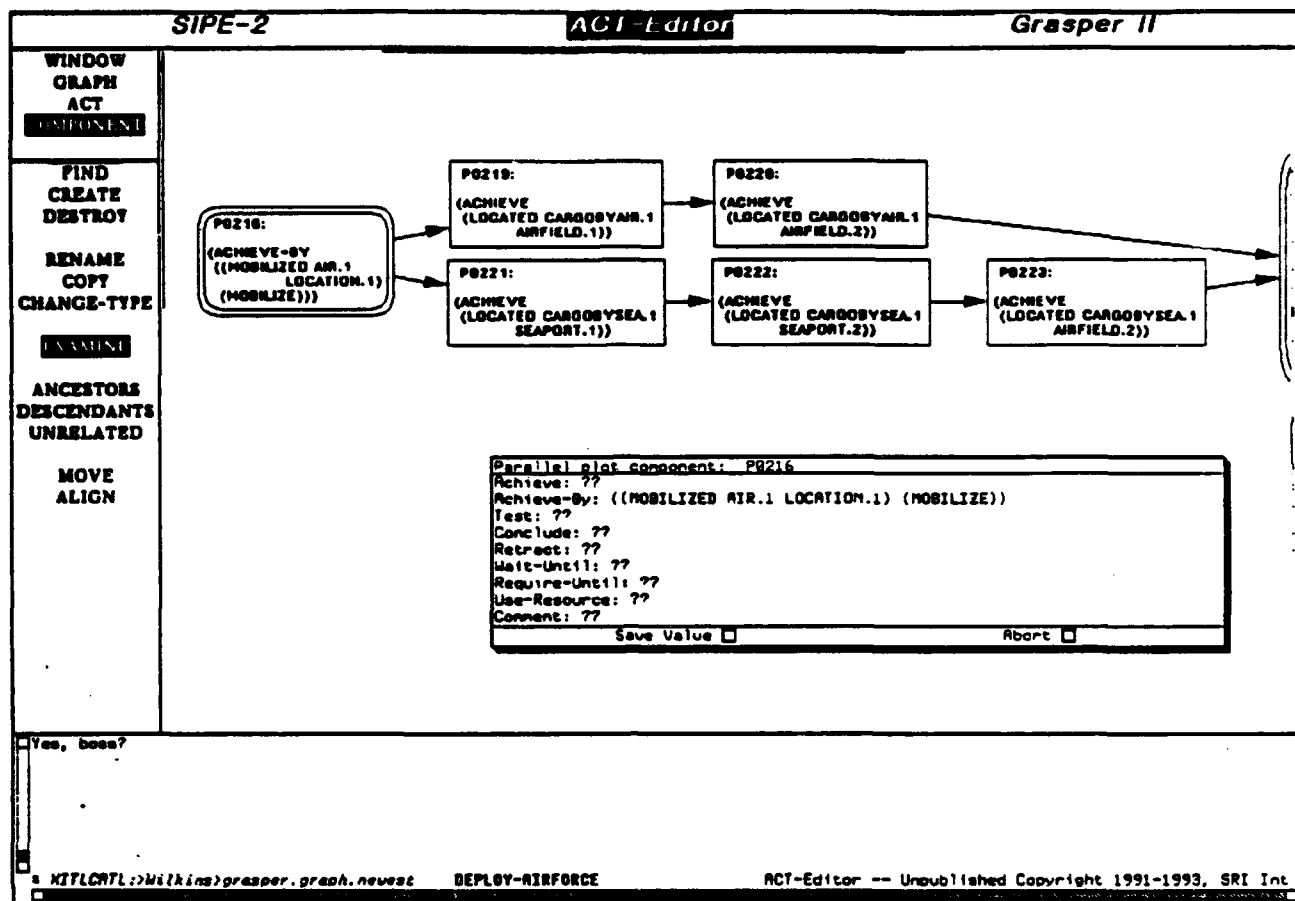 SIPE-2 ACT-Editor Grasper II
WINDOW
GRAPH
ACT
COMPONENT
FIND
CREATE
DESTROY
RENAME
COPY
CHANGE-TYPE
EXAMINE
ANCESTORS
DESCENDANTS
UNRELATED
MOVE
ALIGN
P0216:
(ACHIEVE-BY
((MOBILIZED AIR.1
LOCATION.1)
(MOBILIZE)))
P0219:
(ACHIEVE
(LOCATED CARGOBYAIR.1
AIRFIELD.1))
P0220:
(ACHIEVE
(LOCATED CARGOBYAIR.1
AIRFIELD.2))
P0221:
(ACHIEVE
(LOCATED CARGOBYSEA.1
SEAPORT.1))
P0222:
(ACHIEVE
(LOCATED CARGOBYSEA.1
SEAPORT.2))
P0223:
(ACHIEVE
(LOCATED CARGOBYSEA.1
AIRFIELD.2))
Parallel plot component: P0216
Achieve: ??
Achieve-By: ((MOBILIZED AIR.1 LOCATION.1) (MOBILIZE))
Test: ??
Conclude: ??
Retract: ??
Wait-Until: ??
Require-Until: ??
Use-Resource: ??
Comment: ??
Save Value Abort
Yes, boss?
XITLCATL:>Wilkins>grasper.graph.newest DEPLOY-AIRFORCE ACT-Editor -- Unpublished Copyright 1991-1993, SRI Int